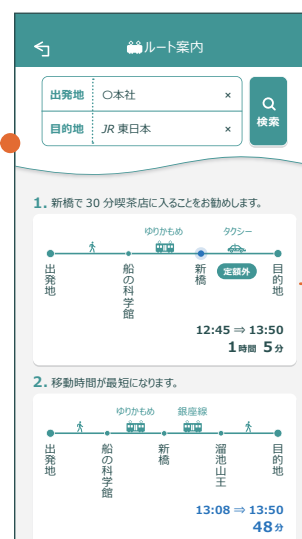 ルート案内
出発地 〇本社 ×
目的地 JR 東日本 ×
検索
1. 新橋で 30 分喫茶店に入ることをお勧めします。
ゆりかもめ タクシー
出発地 船の科学館 新橋 定額外 目的地
12:45 ⇒ 13:50
1時間 5分
2. 移動時間が最短になります。
ゆりかもめ 銀座線
出発地 船の科学館 新橋 溜池山王 目的地
13:08 ⇒ 13:50
48分